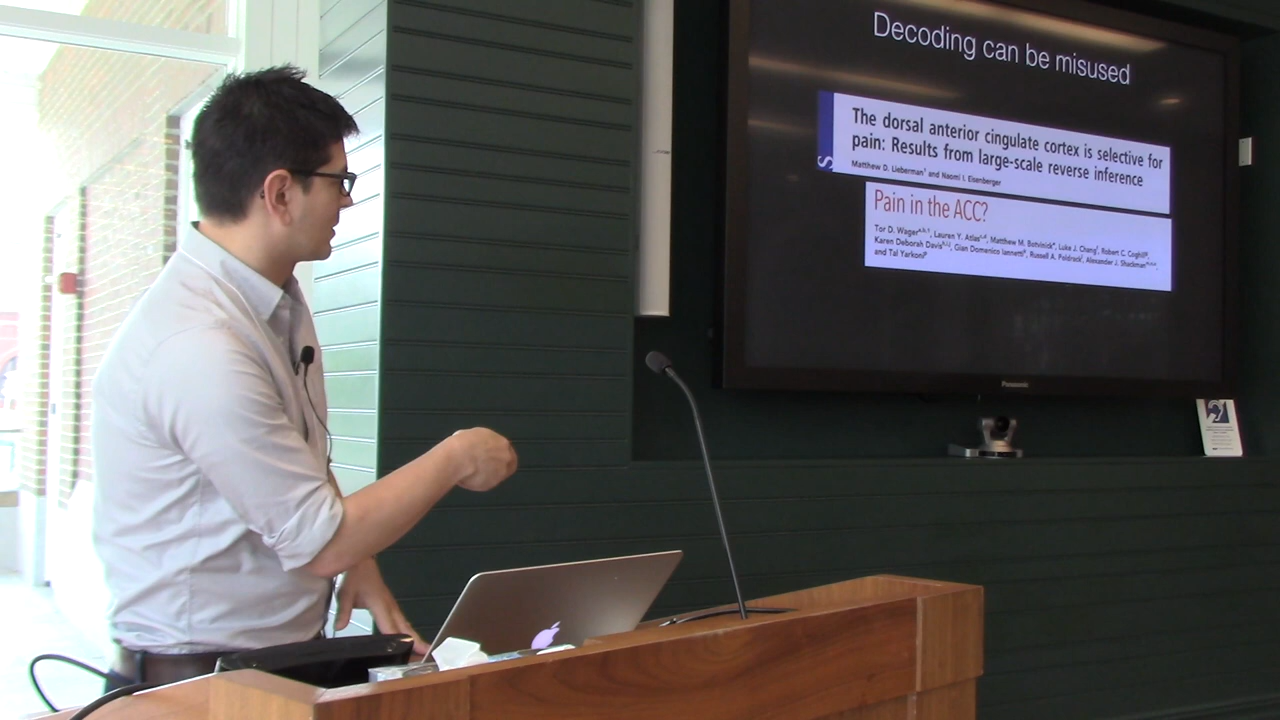 Decoding can be misused
The dorsal anterior cingulate cortex is selective for
pain: Results from large-scale reverse inference
Matthew D. Lieberman¹ and Naomi I. Eisenberger
S
Pain in the ACC?
Tor D. Wager, Lauren Y. Atlas, Matthew M. Botvinick, Luke J. Chang, Robert C. Coghill,
Karen Deborah Davis, Gian Domenico Iannetti, Russell A. Poldrack, Alexander J. Shackman
and Tal Yarkoni
Panasonic